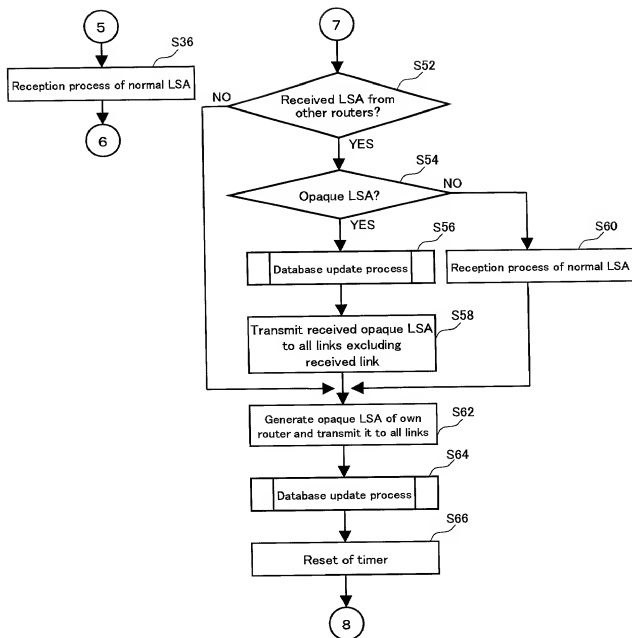 5
S36
Reception process of normal LSA
6
7
S52
Received LSA from
other routers?
NO
YES
S54
Opaque LSA?
NO
YES
S56
Database update process
S60
Reception process of normal LSA
S58
Transmit received opaque LSA
to all links excluding
received link
S62
Generate opaque LSA of own
router and transmit it to all links
S64
Database update process
S66
Reset of timer
8